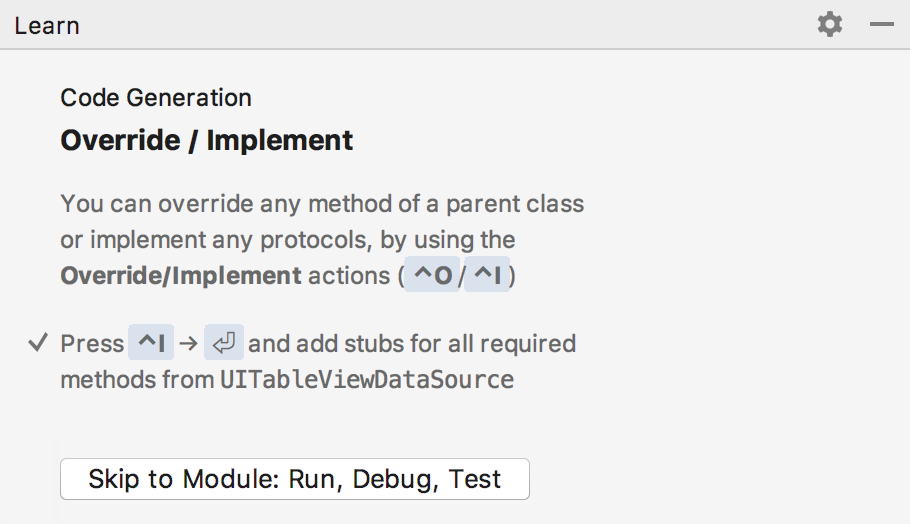 Learn
Code Generation
Override / Implement
You can override any method of a parent class
or implement any protocols, by using the
Override/Implement actions (^O/^I)
Press ^I → ⏎ and add stubs for all required
methods from UITableViewDataSource
Skip to Module: Run, Debug, Test